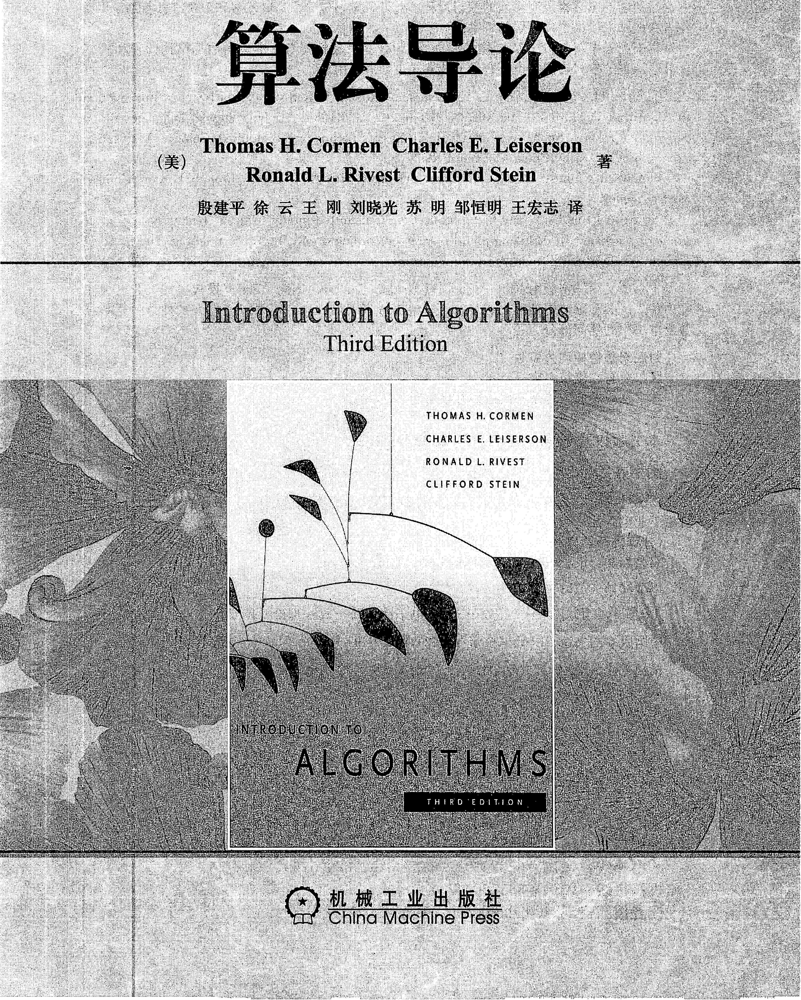 算法导论
Thomas H. Cormen Charles E. Leiserson
(美) 著
Ronald L. Rivest Clifford Stein
殷建平 徐云 王刚 刘晓光 苏明 邹恒明 王宏志 译
Introduction to Algorithms
Third Edition
THOMAS H. CORMEN
CHARLES E. LEISERSON
RONALD L. RIVEST
CLIFFORD STEIN
INTRODUCTION TO
ALGORITHMS
THIRD EDITION
机械工业出版社
China Machine Press